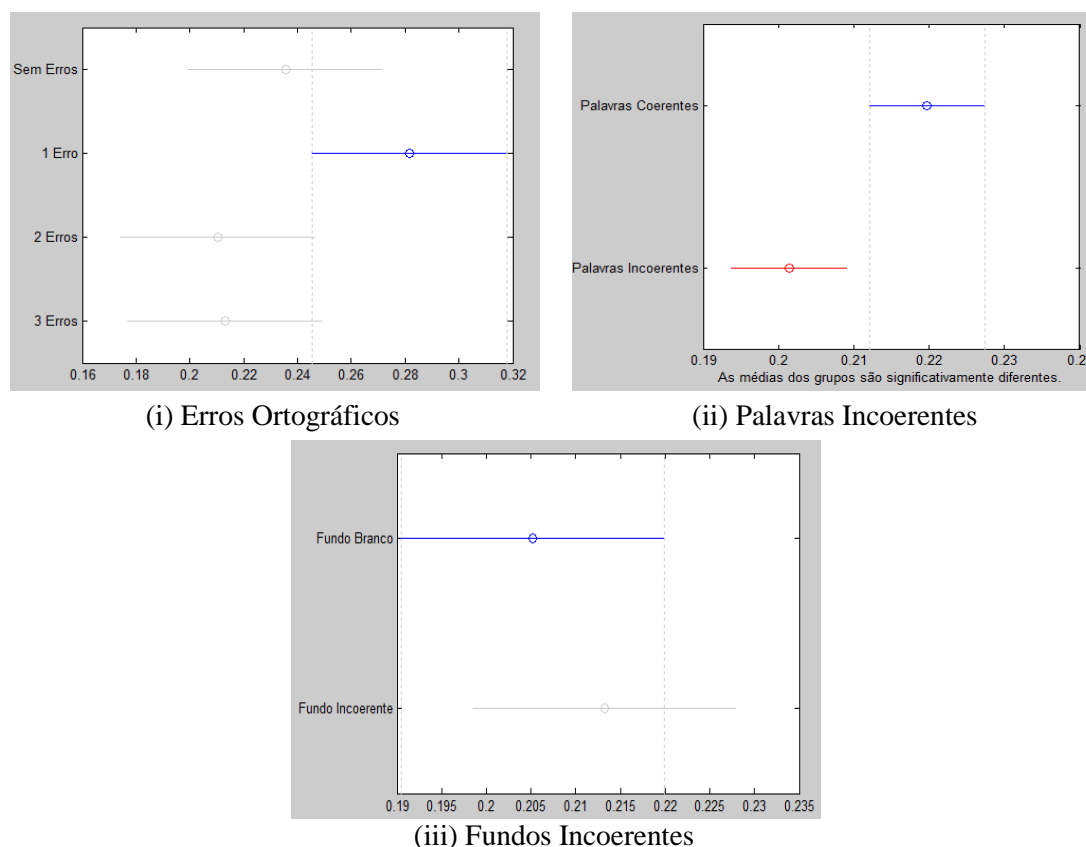 Sem Erros
1 Erro
2 Erros
3 Erros
0.16 0.18 0.2 0.22 0.24 0.26 0.28 0.3 0.32
(i) Erros Ortográficos
Palavras Coerentes
Palavras Incoerentes
0.19 0.2 0.21 0.22 0.23
As médias dos grupos são significativamente diferentes.
(ii) Palavras Incoerentes
Fundo Branco
Fundo Incoerente
0.19 0.195 0.2 0.205 0.21 0.215 0.22 0.225 0.23 0.235
(iii) Fundos Incoerentes